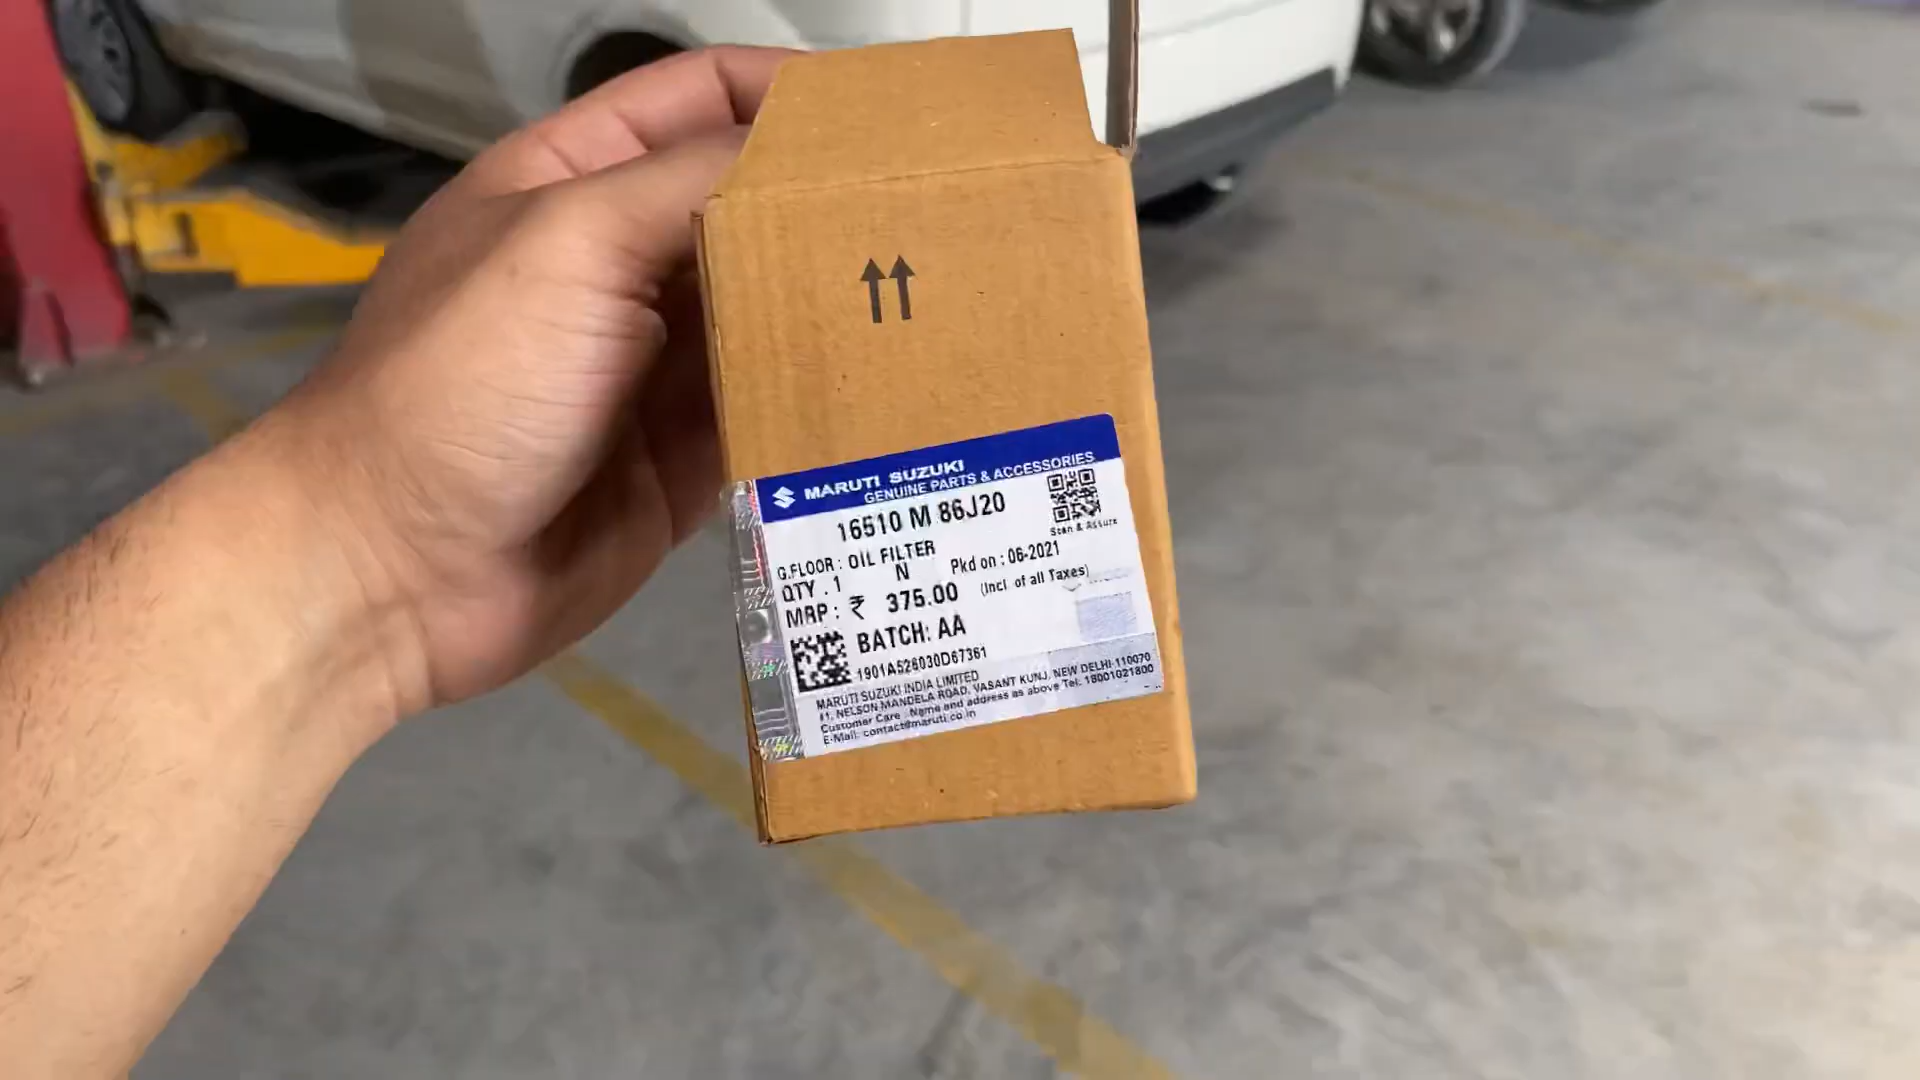 MARUTI SUZUKI
GENUINE PARTS & ACCESSORIES
16510 M 86J20
Scan & Assure
G.FLOOR : OIL FILTER
QTY . 1 N Pkd on : 06-2021
MRP : ₹ 375.00 (Incl. of all Taxes)
BATCH: AA
1901A526030D67361
MARUTI SUZUKI INDIA LIMITED
#1, NELSON MANDELA ROAD, VASANT KUNJ, NEW DELHI-110070
Customer Care : Name and address as above Tel: 18001021800
E-Mail: contact@maruti.co.in